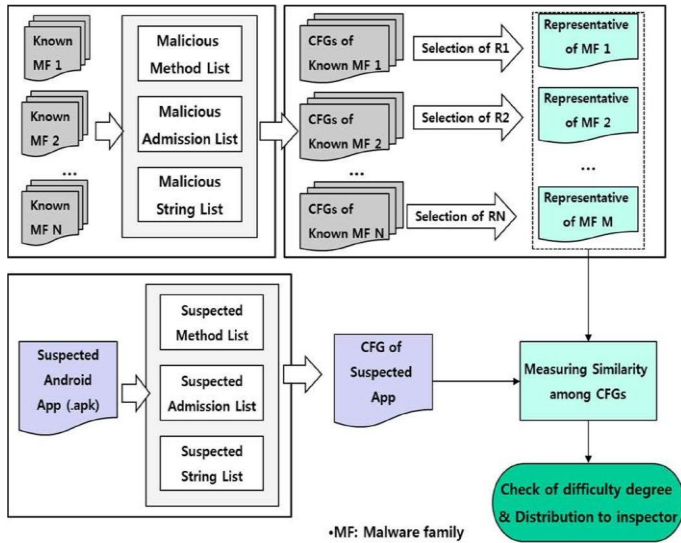 Known
MF 1
Known
MF 2
...
Known
MF N
Malicious
Method List
Malicious
Admission List
Malicious
String List
CFGs of
Known MF 1
CFGs of
Known MF 2
...
CFGs of
Known MF N
Selection of R1
Selection of R2
Selection of RN
Representative
of MF 1
Representative
of MF 2
...
Representative
of MF M
Suspected
Android
App (.apk)
Suspected
Method List
Suspected
Admission List
Suspected
String List
CFG of
Suspected
App
Measuring Similarity
among CFGs
Check of difficulty degree
& Distribution to inspector
•MF: Malware family